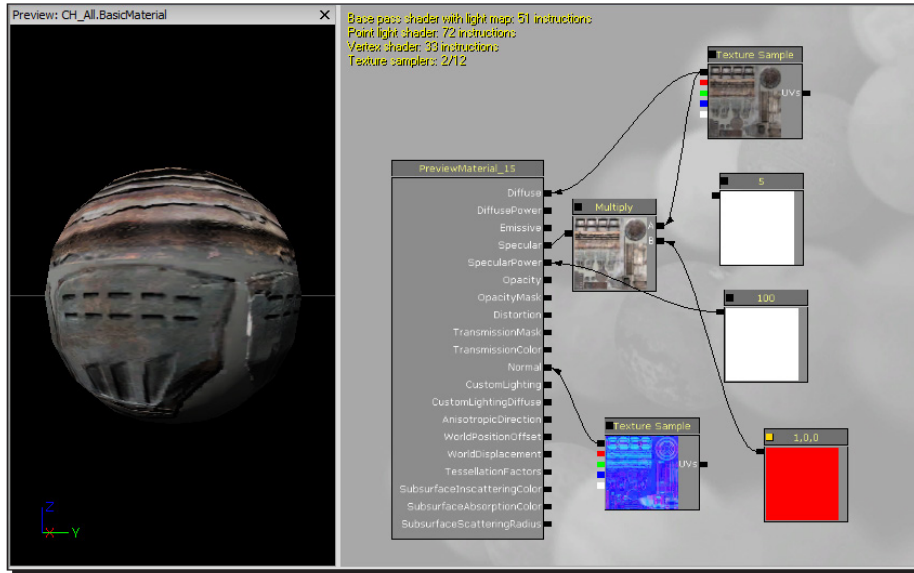 Preview: CH_All.BasicMaterial X
Base pass shader with light map: 51 instructions
Point light shader: 72 instructions
Vertex shader: 33 instructions
Texture samplers: 2/12
Texture Sample
UVs
PreviewMaterial_15
Diffuse
DiffusePower
Emissive
Specular
SpecularPower
Opacity
OpacityMask
Distortion
TransmissionMask
TransmissionColor
Normal
CustomLighting
CustomLightingDiffuse
AnisotropicDirection
WorldPositionOffset
WorldDisplacement
TessellationFactors
SubsurfaceInscatteringColor
SubsurfaceAbsorptionColor
SubsurfaceScatteringRadius
Multiply
A
B
5
100
Texture Sample
UVs
1,0,0
Z
X
Y